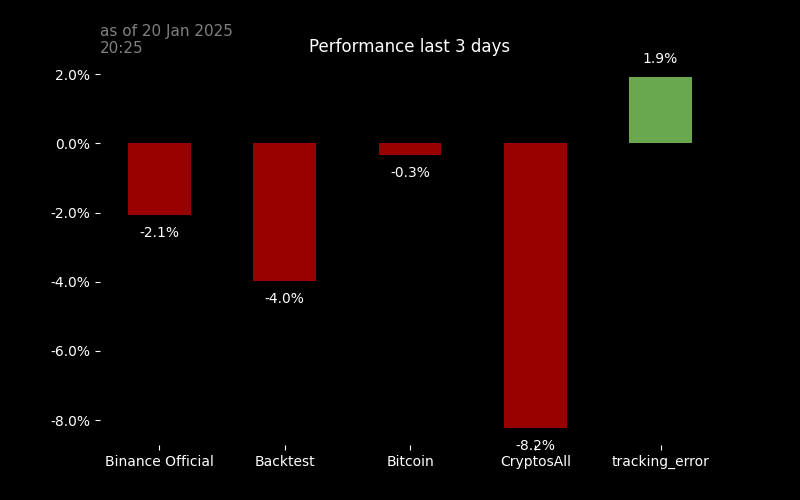 as of 20 Jan 2025
20:25
Performance last 3 days
1.9%
2.0%
0.0%
-0.3%
-2.0%
-2.1%
-4.0%
-4.0%
-6.0%
-8.0%
-8.2%
Binance Official
Backtest
Bitcoin
CryptosAll
tracking_error